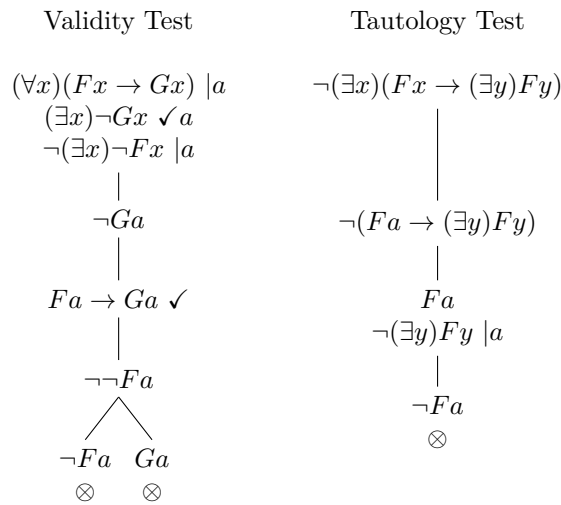 Validity Test
(∀x)(Fx → Gx) |a
(∃x)¬Gx ✓a
¬(∃x)¬Fx |a
¬Ga
Fa → Ga ✓
¬¬Fa
¬Fa Ga
⊗ ⊗
Tautology Test
¬(∃x)(Fx → (∃y)Fy)
¬(Fa → (∃y)Fy)
Fa
¬(∃y)Fy |a
¬Fa
⊗